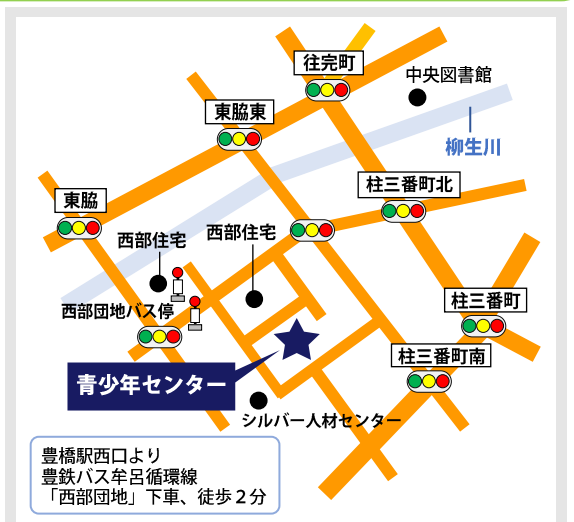 往完町
中央図書館
東脇東
柳生川
柱三番町北
東脇
西部住宅
西部住宅
西部団地バス停
柱三番町
柱三番町南
青少年センター
シルバー人材センター
豊橋駅西口より
豊鉄バス牟呂循環線
「西部団地」下車、徒歩２分